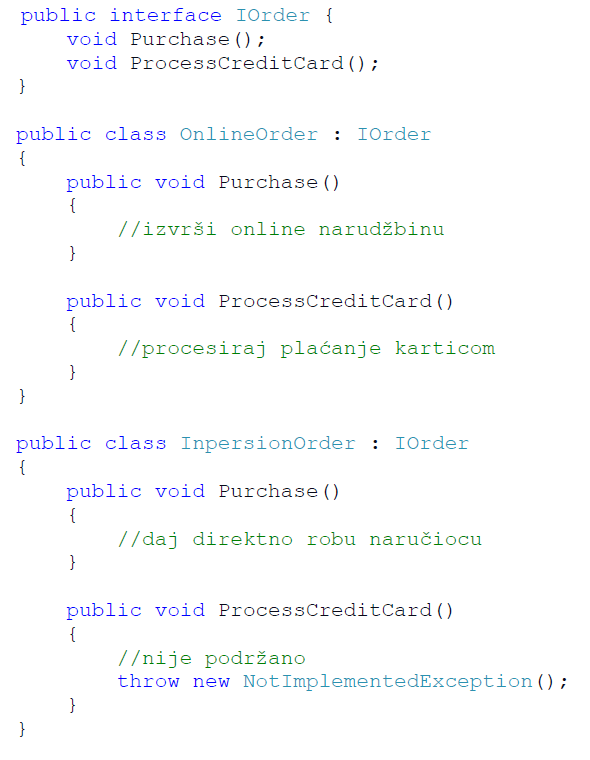 public interface IOrder {
    void Purchase();
    void ProcessCreditCard();
}

public class OnlineOrder : IOrder
{
    public void Purchase()
    {
        //izvrši online narudžbinu
    }

    public void ProcessCreditCard()
    {
        //procesiraj plaćanje karticom
    }
}

public class InpersionOrder : IOrder
{
    public void Purchase()
    {
        //daj direktno robu naručiocu
    }

    public void ProcessCreditCard()
    {
        //nije podržano
        throw new NotImplementedException();
    }
}